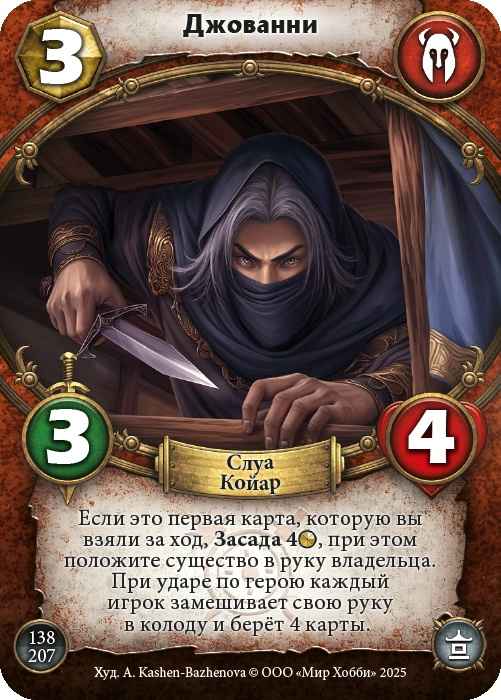 Джованни
3
3
4
Слуа
Койар
Если это первая карта, которую вы
взяли за ход, Засада 4, при этом
положите существо в руку владельца.
При ударе по герою каждый
игрок замешивает свою руку
в колоду и берёт 4 карты.
138
207
Худ. A. Kashen-Bazhenova © ООО «Мир Хобби» 2025